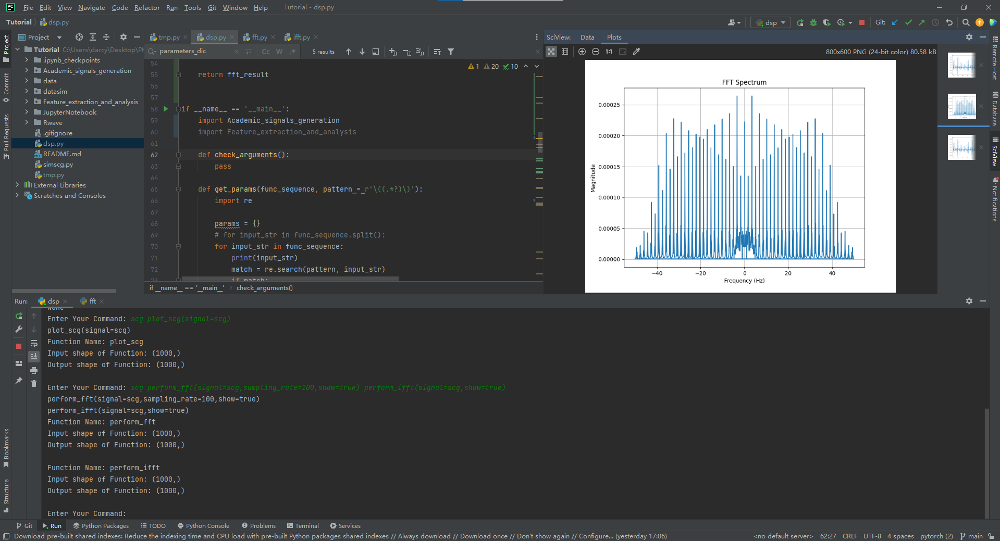 PC File Edit View Navigate Code Refactor Run Tools Git Window Help Tutorial - dsp.py
Tutorial dsp.py
dsp Git:
Project
Tutorial C:\Users\darcy\Desktop\PH
.ipynb_checkpoints
Academic_signals_generation
data
datasim
Feature_extraction_and_analysis
JupyterNotebook
Rwave
.gitignore
dsp.py
README.md
simscg.py
tmp.py
External Libraries
Scratches and Consoles
Project
Commit
Pull Requests
Bookmarks
Structure
tmp.py dsp.py fft.py ifft.py
parameters_dic Cc W .* 5 results
1 20 10
54
55 return fft_result
56
57
58 if __name__ == '__main__':
59 import Academic_signals_generation
60 import Feature_extraction_and_analysis
61
62 def check_arguments():
63 pass
64
65 def get_params(func_sequence, pattern = r'\((.*?)\)'):
66 import re
67
68 params = {}
69 # for input_str in func_sequence.split():
70 for input_str in func_sequence:
71 print(input_str)
72 match = re.search(pattern, input_str)
73 if match:
if __name__ == '__main__' check_arguments()
SciView: Data Plots
1:1 800x600 PNG (24-bit color) 80.58 kB
FFT Spectrum
0.00025
0.00020
0.00015
0.00010
0.00005
0.00000
Magnitude
−40 −20 0 20 40
Frequency (Hz)
Remote Host
Database
SciView
Notifications
Run: dsp fft
None
Enter Your Command: scg plot_scg(signal=scg)
plot_scg(signal=scg)
Function Name: plot_scg
Input shape of Function: (1000,)
Output shape of Function: (1000,)
Enter Your Command: scg perform_fft(signal=scg,sampling_rate=100,show=true) perform_ifft(signal=scg,show=true)
perform_fft(signal=scg,sampling_rate=100,show=true)
perform_ifft(signal=scg,show=true)
Function Name: perform_fft
Input shape of Function: (1000,)
Output shape of Function: (1000,)
Function Name: perform_ifft
Input shape of Function: (1000,)
Output shape of Function: (1000,)
Enter Your Command:
Git Run Python Packages TODO Python Console Problems Terminal Services
Download pre-built shared indexes: Reduce the indexing time and CPU load with pre-built Python packages shared indexes // Always download // Download once // Don't show again // Configure... (yesterday 17:06) <no default server> 62:27 CRLF UTF-8 4 spaces pytorch (2) main